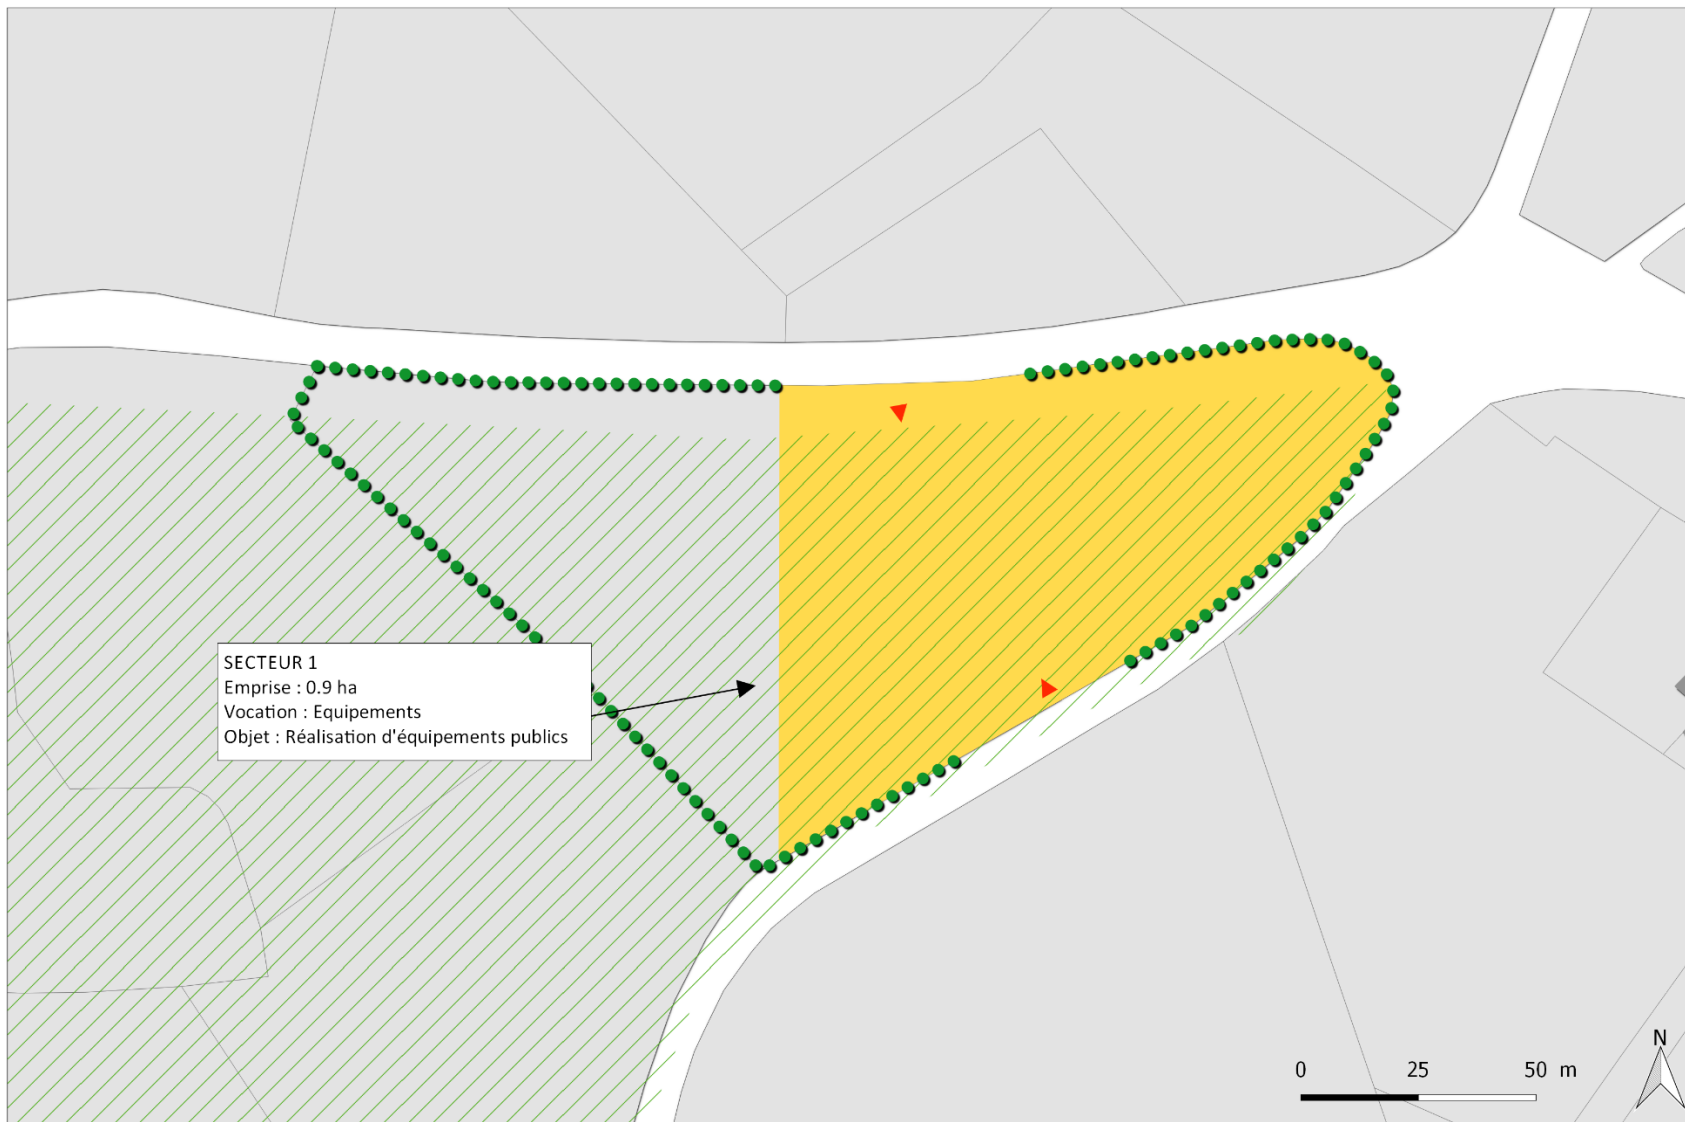 SECTEUR 1
Emprise : 0.9 ha
Vocation : Equipements
Objet : Réalisation d'équipements publics
N
0 25 50 m